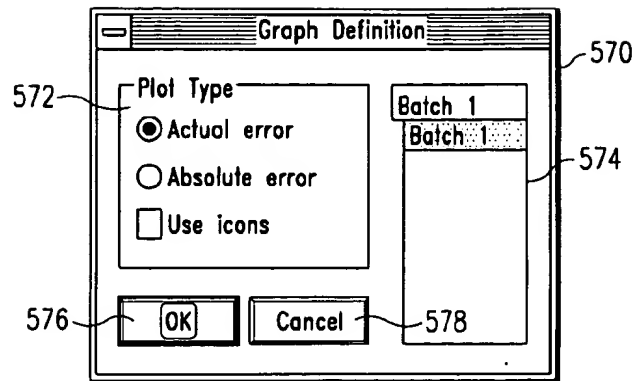 Graph Definition
570
572
Plot Type
Actual error
Absolute error
Use icons
Batch 1
Batch 1
574
576
OK
Cancel
578